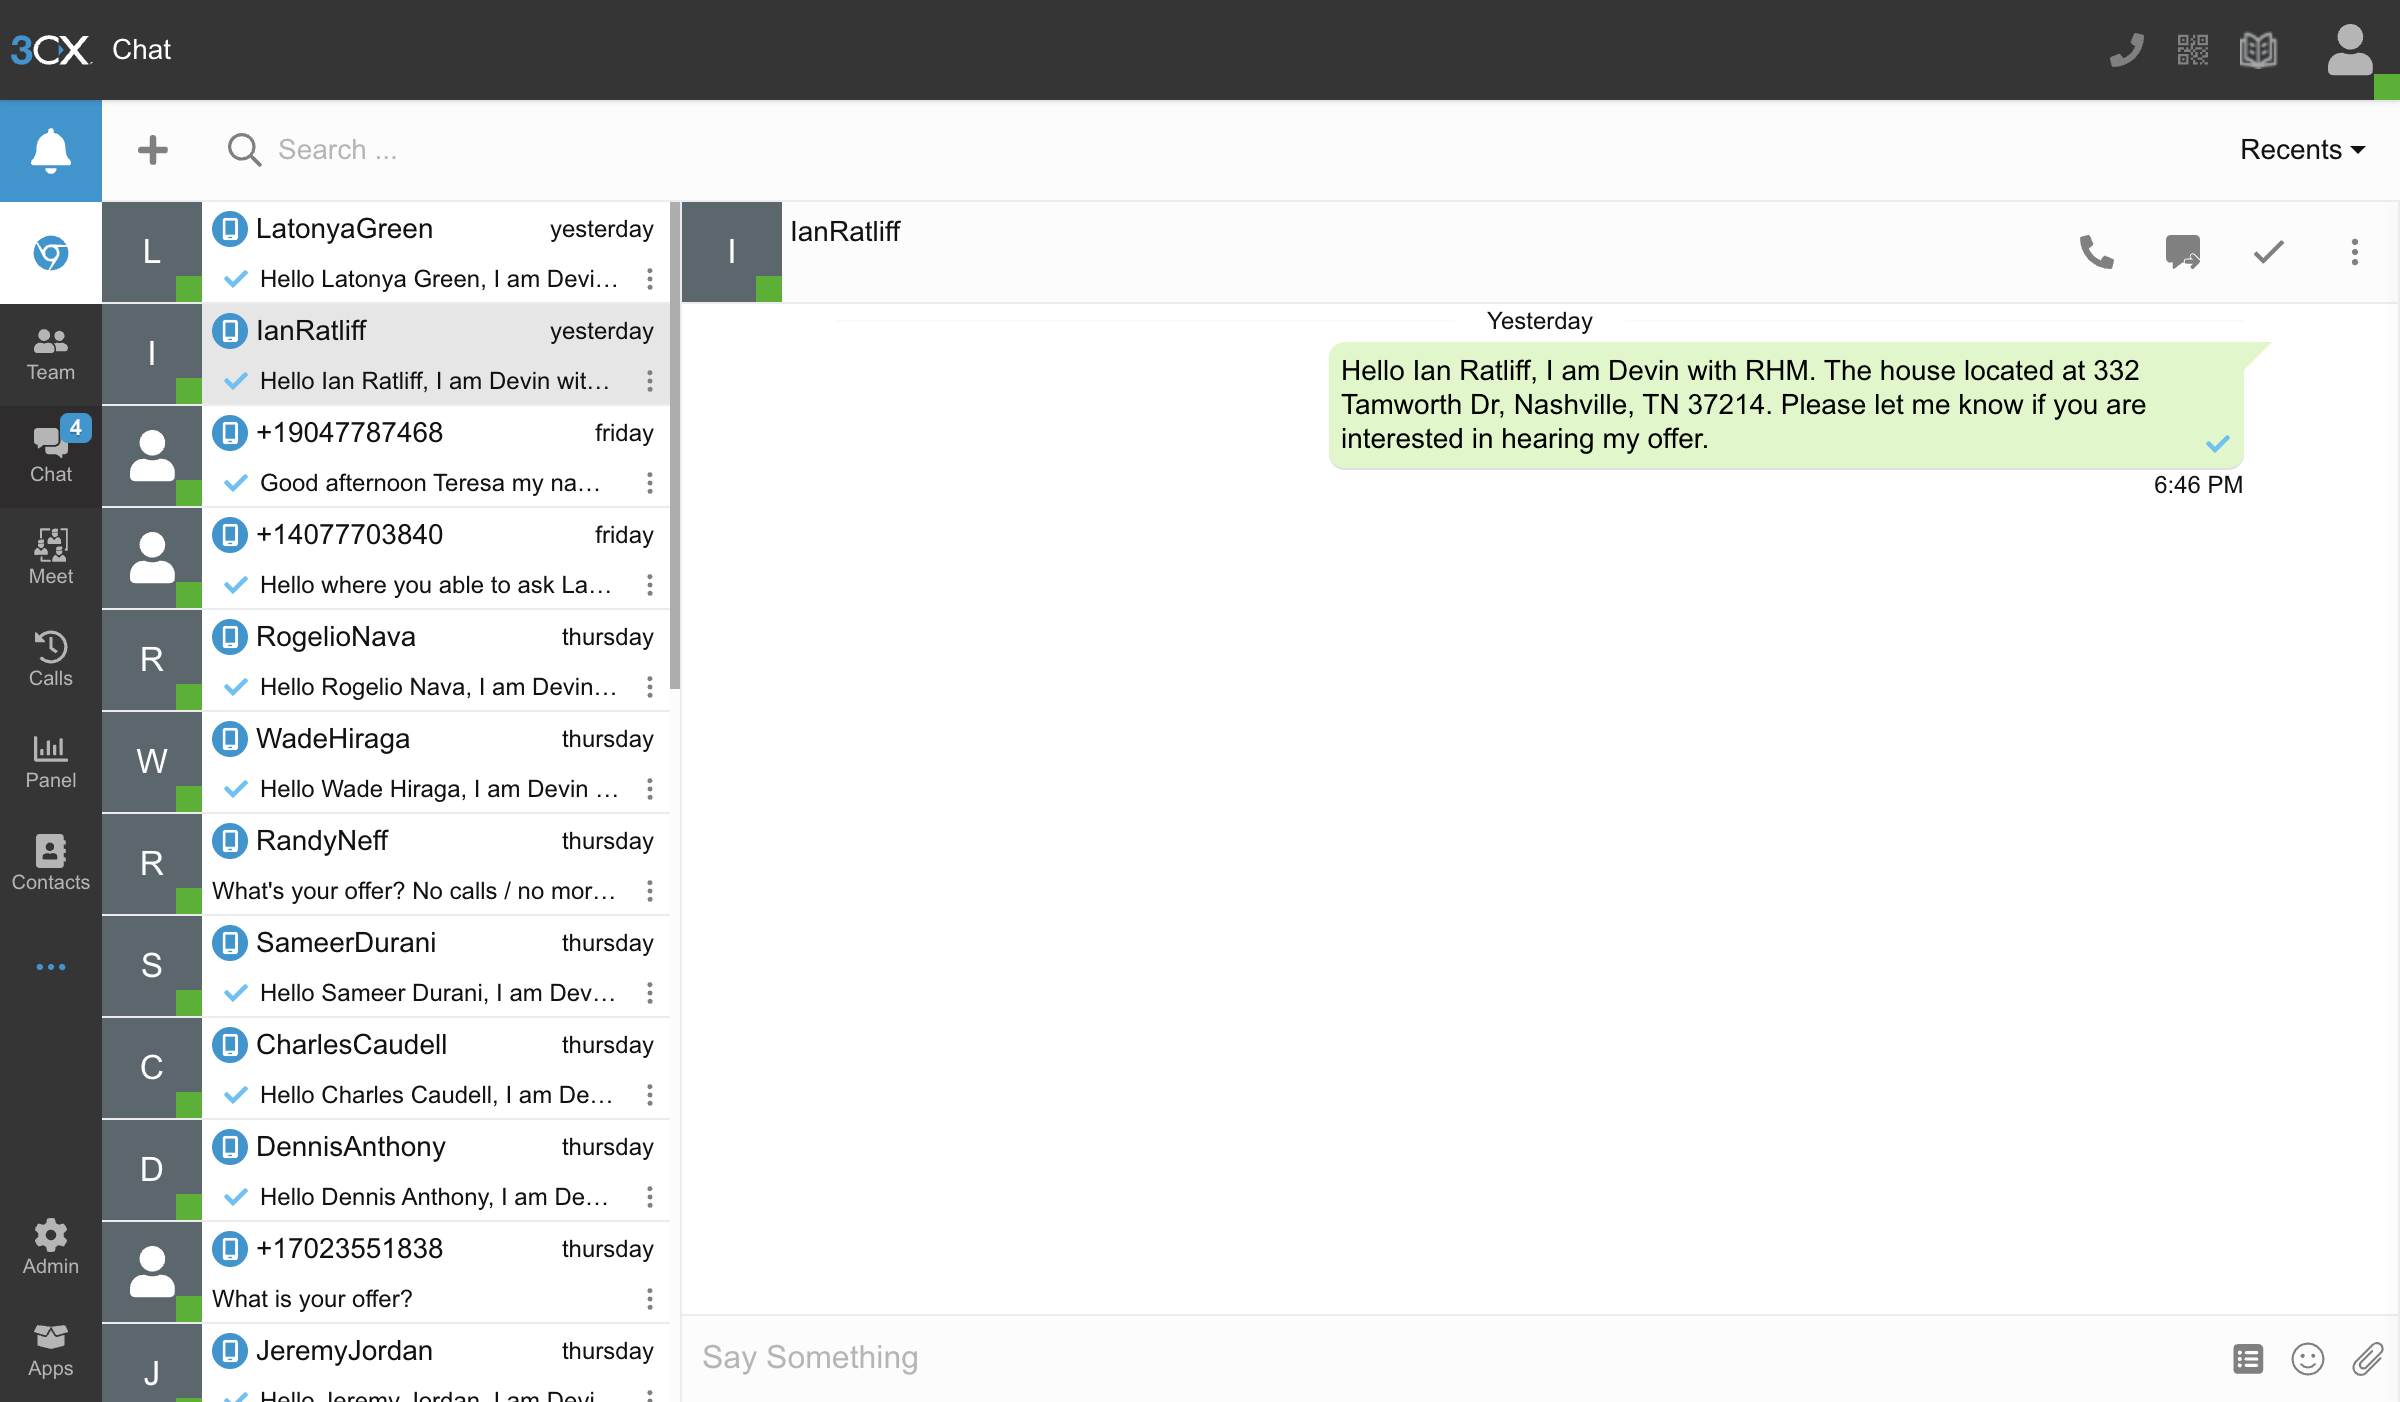 3CX Chat
Search ...
Recents
Team
4
Chat
Meet
Calls
Panel
Contacts
Admin
Apps
L
LatonyaGreen yesterday
Hello Latonya Green, I am Devi...
I
IanRatliff yesterday
Hello Ian Ratliff, I am Devin wit...
+19047787468 friday
Good afternoon Teresa my na...
+14077703840 friday
Hello where you able to ask La...
R
RogelioNava thursday
Hello Rogelio Nava, I am Devin...
W
WadeHiraga thursday
Hello Wade Hiraga, I am Devin ...
R
RandyNeff thursday
What's your offer? No calls / no mor...
S
SameerDurani thursday
Hello Sameer Durani, I am Dev...
C
CharlesCaudell thursday
Hello Charles Caudell, I am De...
D
DennisAnthony thursday
Hello Dennis Anthony, I am De...
+17023551838 thursday
What is your offer?
J
JeremyJordan thursday
Hello Jeremy Jordan, I am Devi...
I
IanRatliff
Yesterday
Hello Ian Ratliff, I am Devin with RHM. The house located at 332
Tamworth Dr, Nashville, TN 37214. Please let me know if you are
interested in hearing my offer.
6:46 PM
Say Something